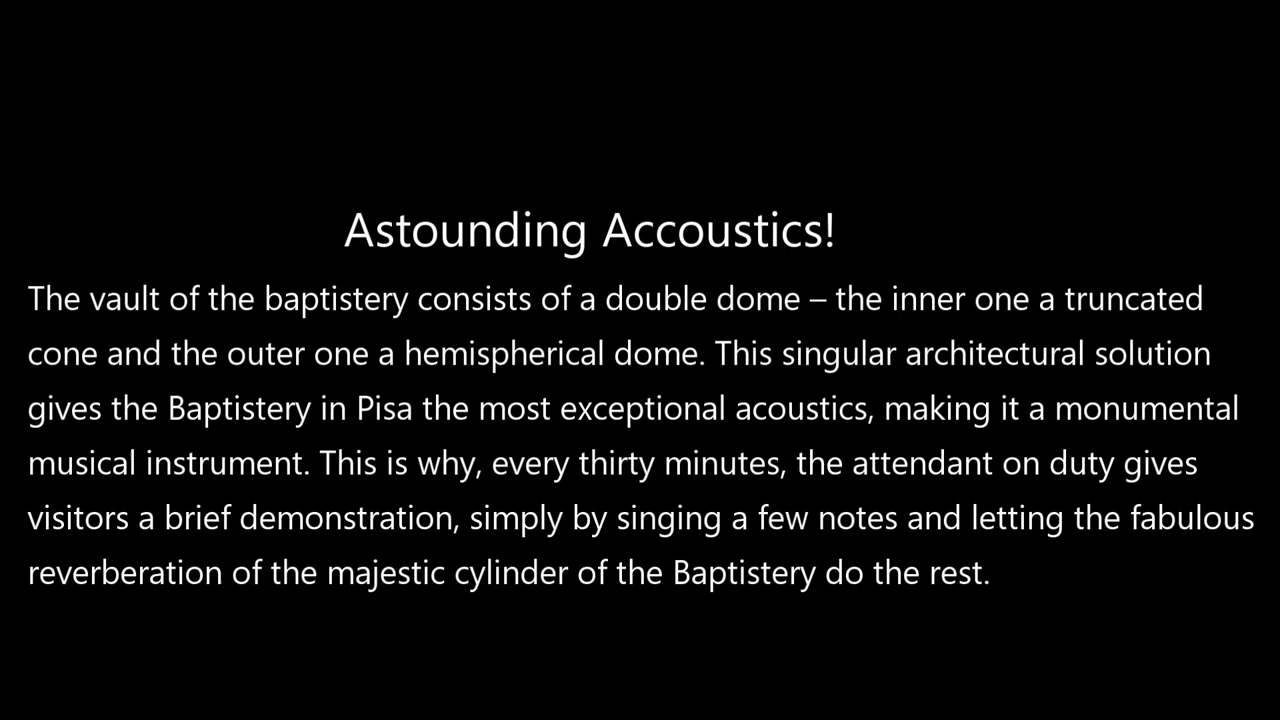 Astounding Accoustics!
The vault of the baptistery consists of a double dome – the inner one a truncated
cone and the outer one a hemispherical dome. This singular architectural solution
gives the Baptistery in Pisa the most exceptional acoustics, making it a monumental
musical instrument. This is why, every thirty minutes, the attendant on duty gives
visitors a brief demonstration, simply by singing a few notes and letting the fabulous
reverberation of the majestic cylinder of the Baptistery do the rest.